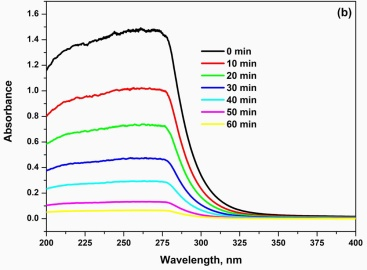 (b)
1.6
1.4
1.2
1.0
0.8
0.6
0.4
0.2
0.0
Absorbance
0 min
10 min
20 min
30 min
40 min
50 min
60 min
200 225 250 275 300 325 350 375 400
Wavelength, nm